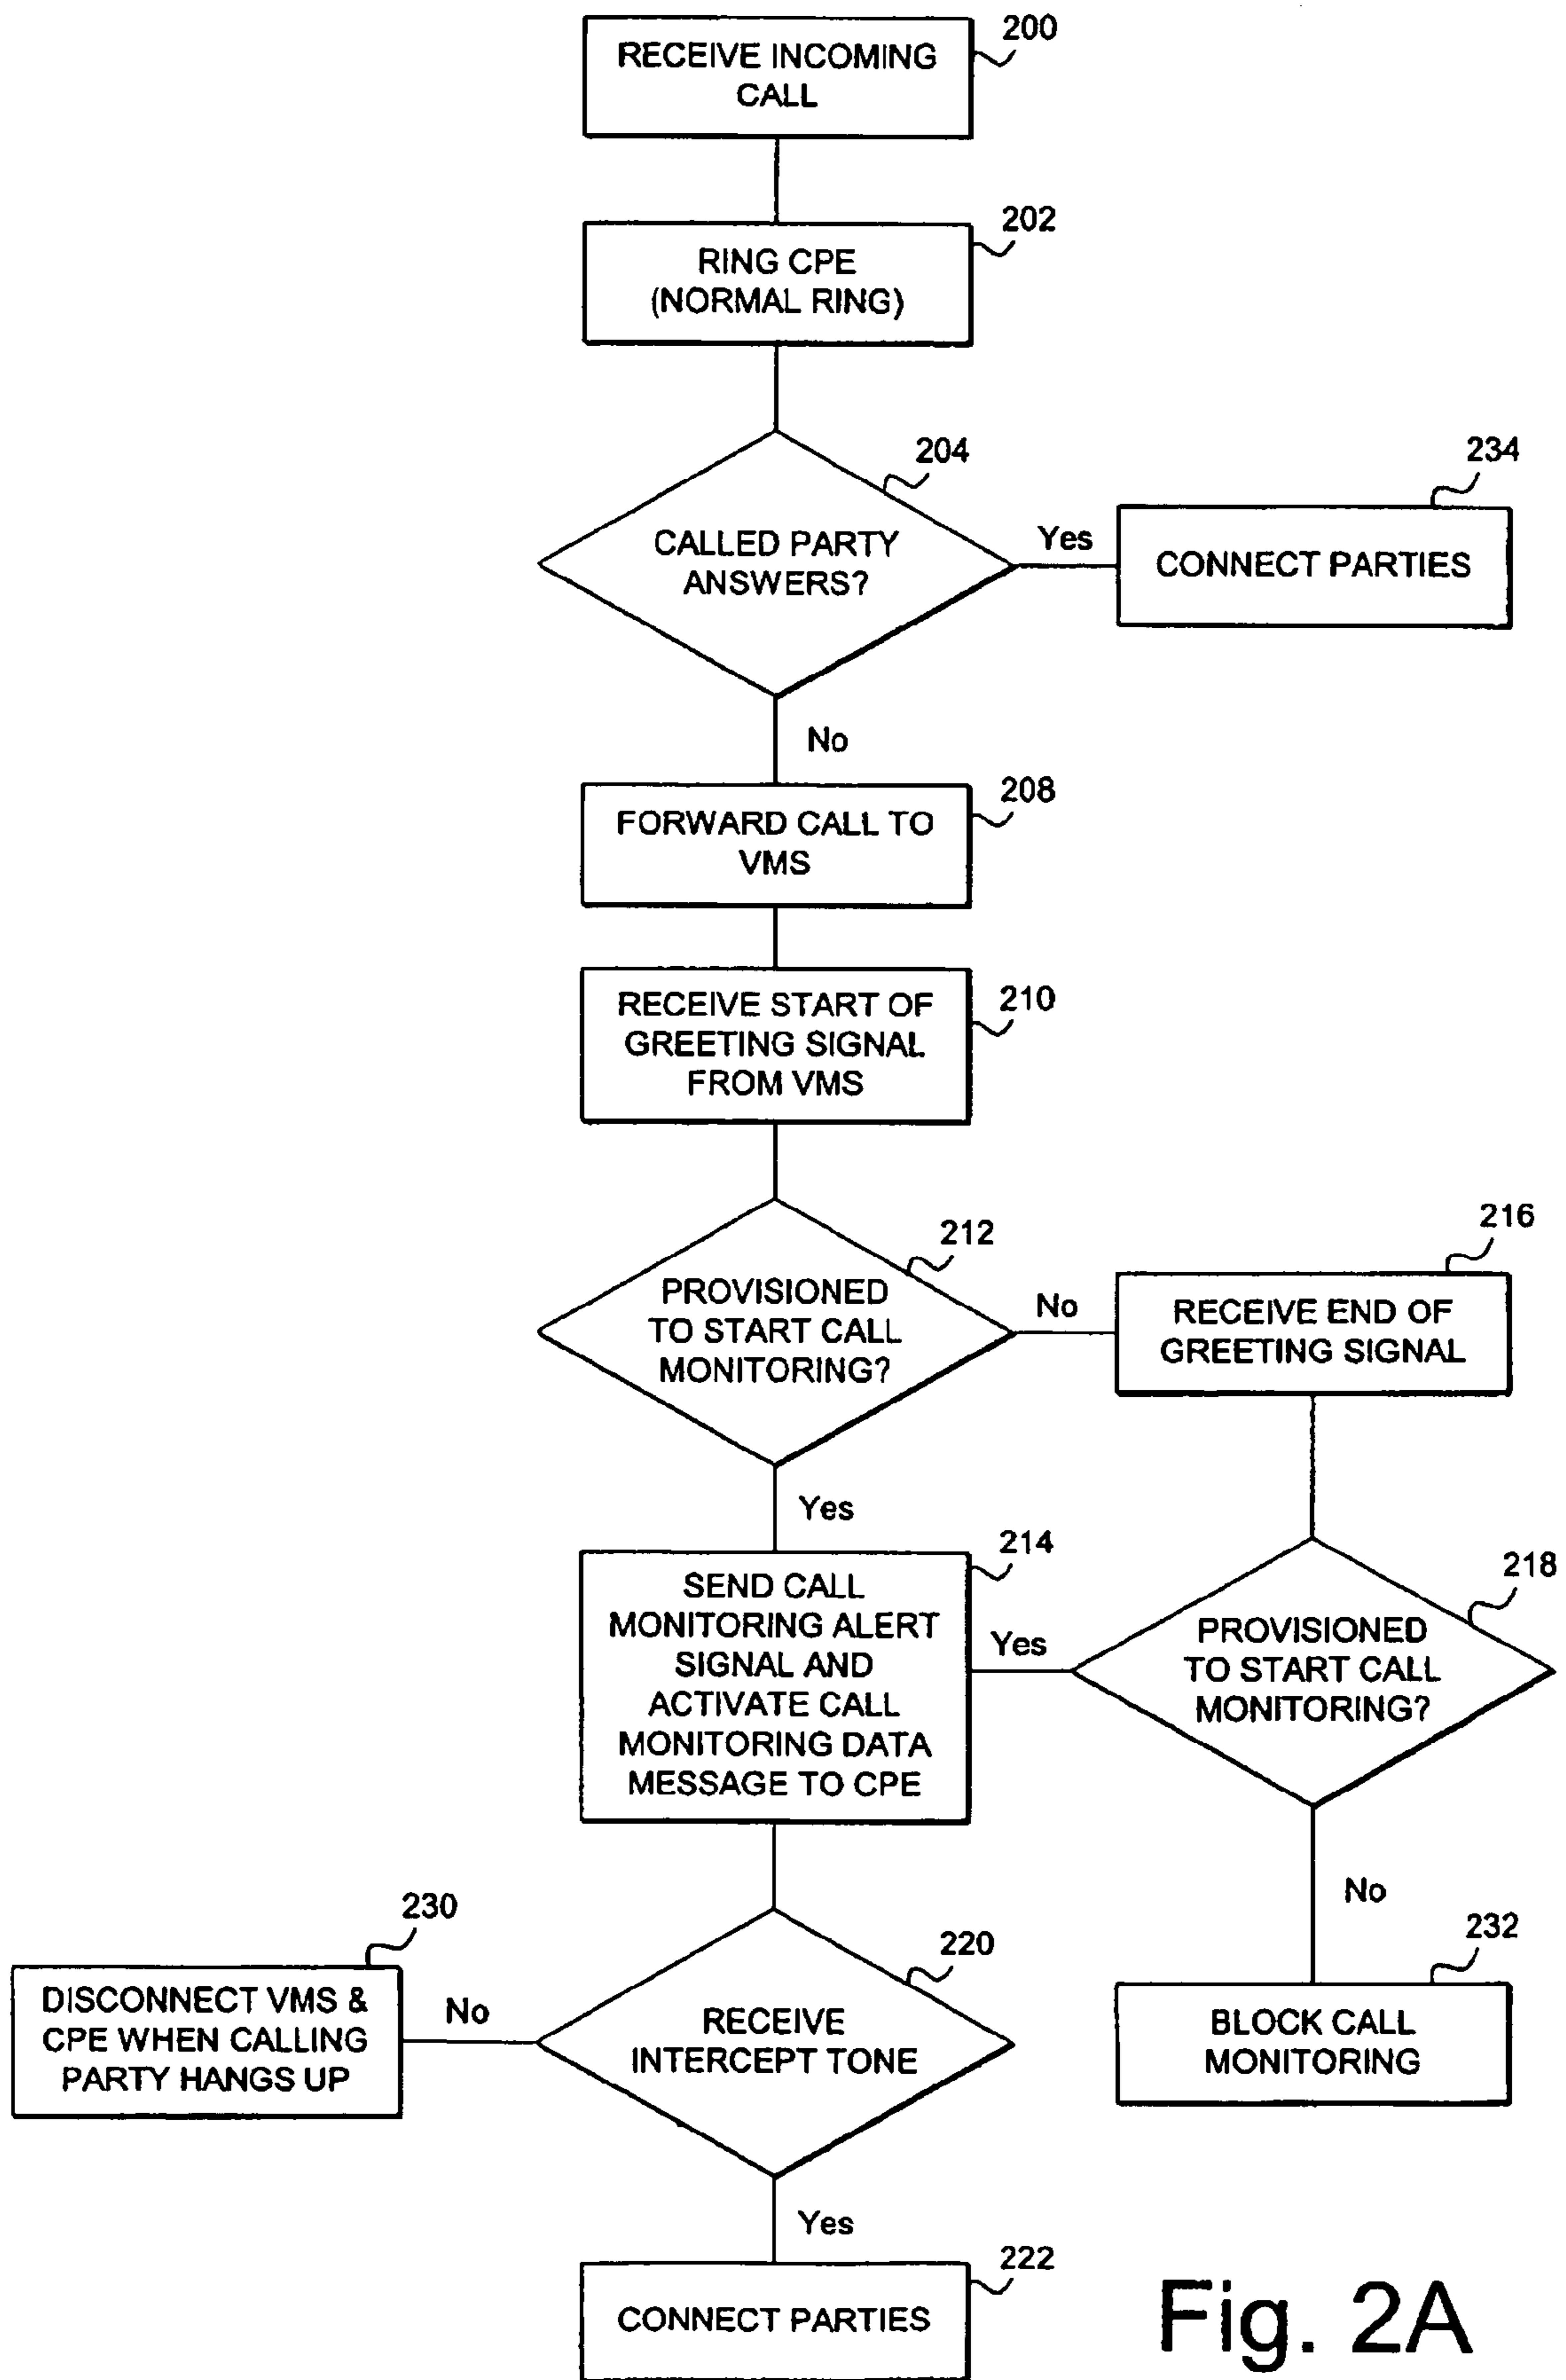 200
RECEIVE INCOMING
CALL
202
RING CPE
(NORMAL RING)
204
CALLED PARTY
ANSWERS?
Yes
234
CONNECT PARTIES
No
208
FORWARD CALL TO
VMS
210
RECEIVE START OF
GREETING SIGNAL
FROM VMS
212
PROVISIONED
TO START CALL
MONITORING?
No
216
RECEIVE END OF
GREETING SIGNAL
Yes
214
SEND CALL
MONITORING ALERT
SIGNAL AND
ACTIVATE CALL
MONITORING DATA
MESSAGE TO CPE
Yes
218
PROVISIONED
TO START CALL
MONITORING?
No
232
BLOCK CALL
MONITORING
220
RECEIVE
INTERCEPT TONE
No
230
DISCONNECT VMS &
CPE WHEN CALLING
PARTY HANGS UP
Yes
222
CONNECT PARTIES
Fig. 2A